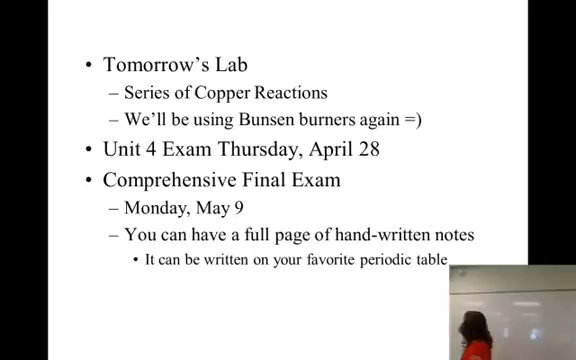 • Tomorrow's Lab
– Series of Copper Reactions
– We'll be using Bunsen burners again =)
• Unit 4 Exam Thursday, April 28
• Comprehensive Final Exam
– Monday, May 9
– You can have a full page of hand-written notes
• It can be written on your favorite periodic table